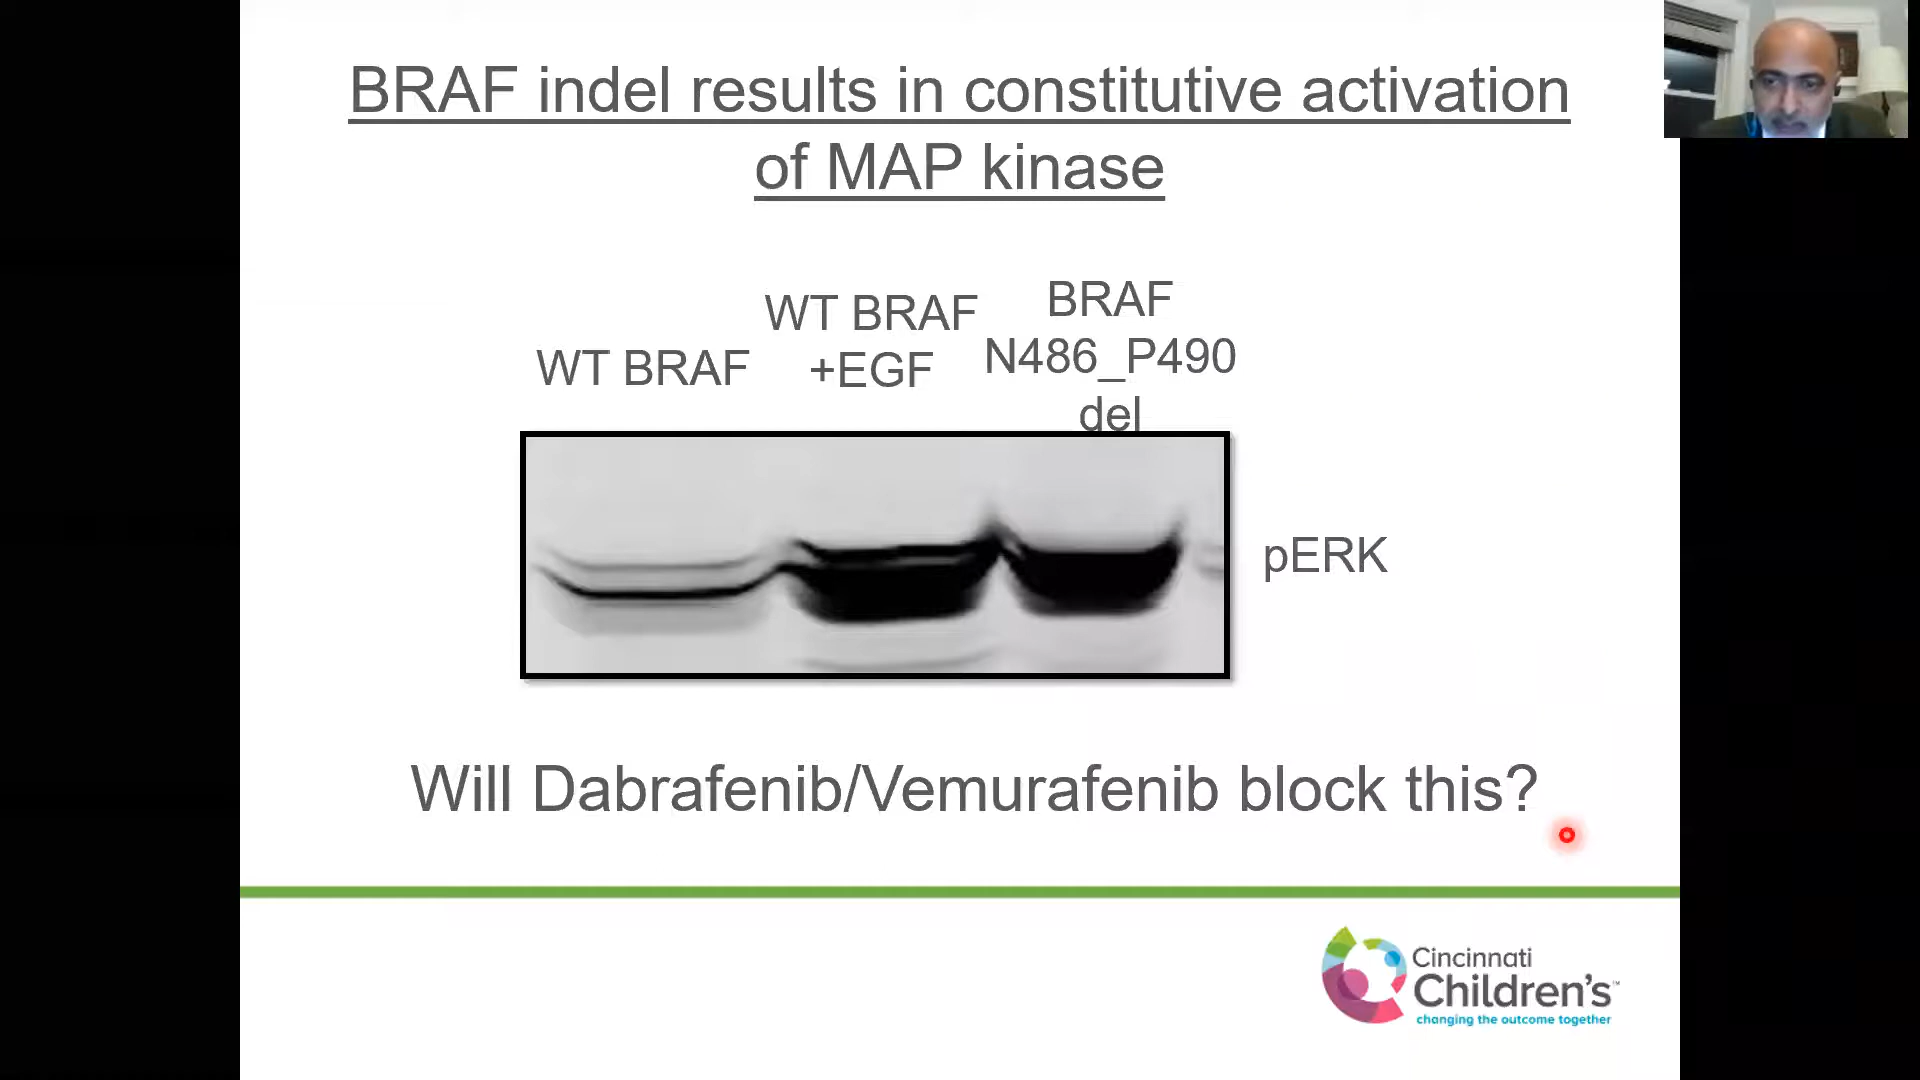 BRAF indel results in constitutive activation
of MAP kinase
WT BRAF
WT BRAF
+EGF
BRAF
N486_P490
del
pERK
Will Dabrafenib/Vemurafenib block this?
Cincinnati
Children's™
changing the outcome together